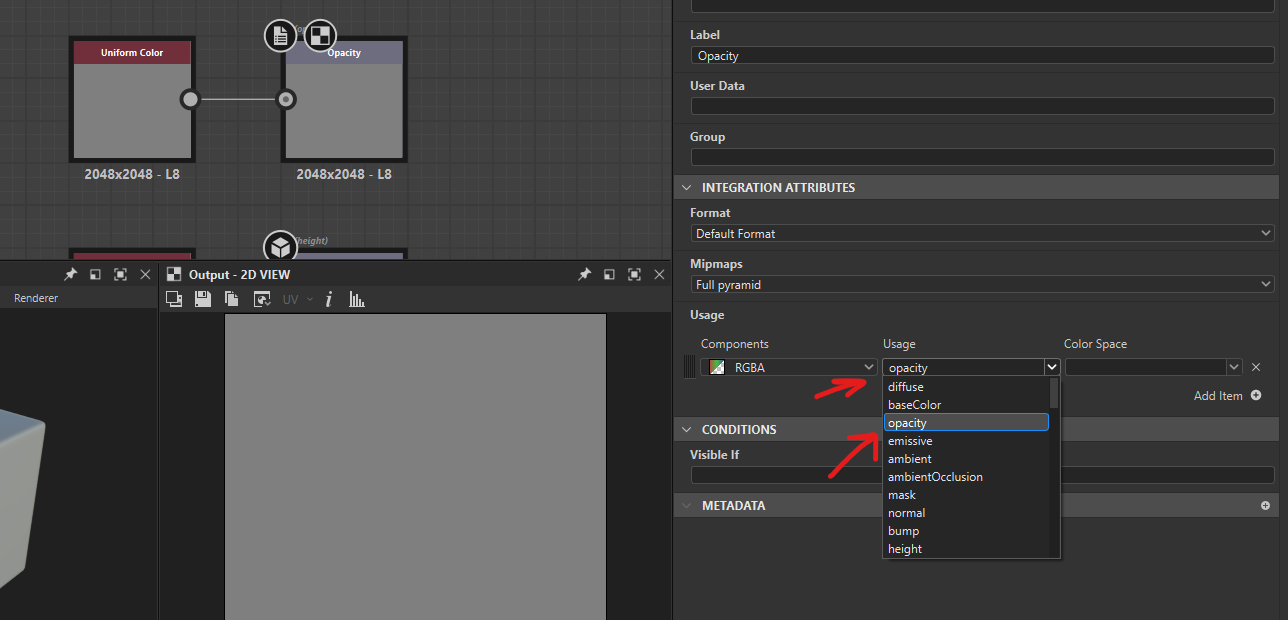 Uniform Color
Opacity
2048x2048 - L8
2048x2048 - L8
(height)
Renderer
Output - 2D VIEW
UV
Label
Opacity
User Data
Group
INTEGRATION ATTRIBUTES
Format
Default Format
Mipmaps
Full pyramid
Usage
Components Usage Color Space
RGBA opacity
diffuse
Add Item
baseColor
opacity
CONDITIONS
emissive
Visible If
ambient
ambientOcclusion
mask
METADATA
normal
bump
height